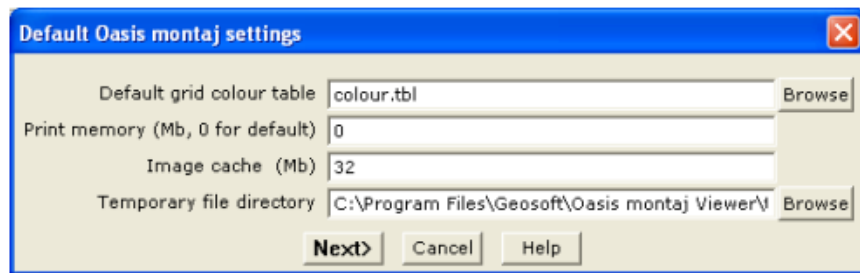 Default Oasis montaj settings
Default grid colour table colour.tbl Browse
Print memory (Mb, 0 for default) 0
Image cache (Mb) 32
Temporary file directory C:\Program Files\Geosoft\Oasis montaj Viewer\ Browse
Next> Cancel Help